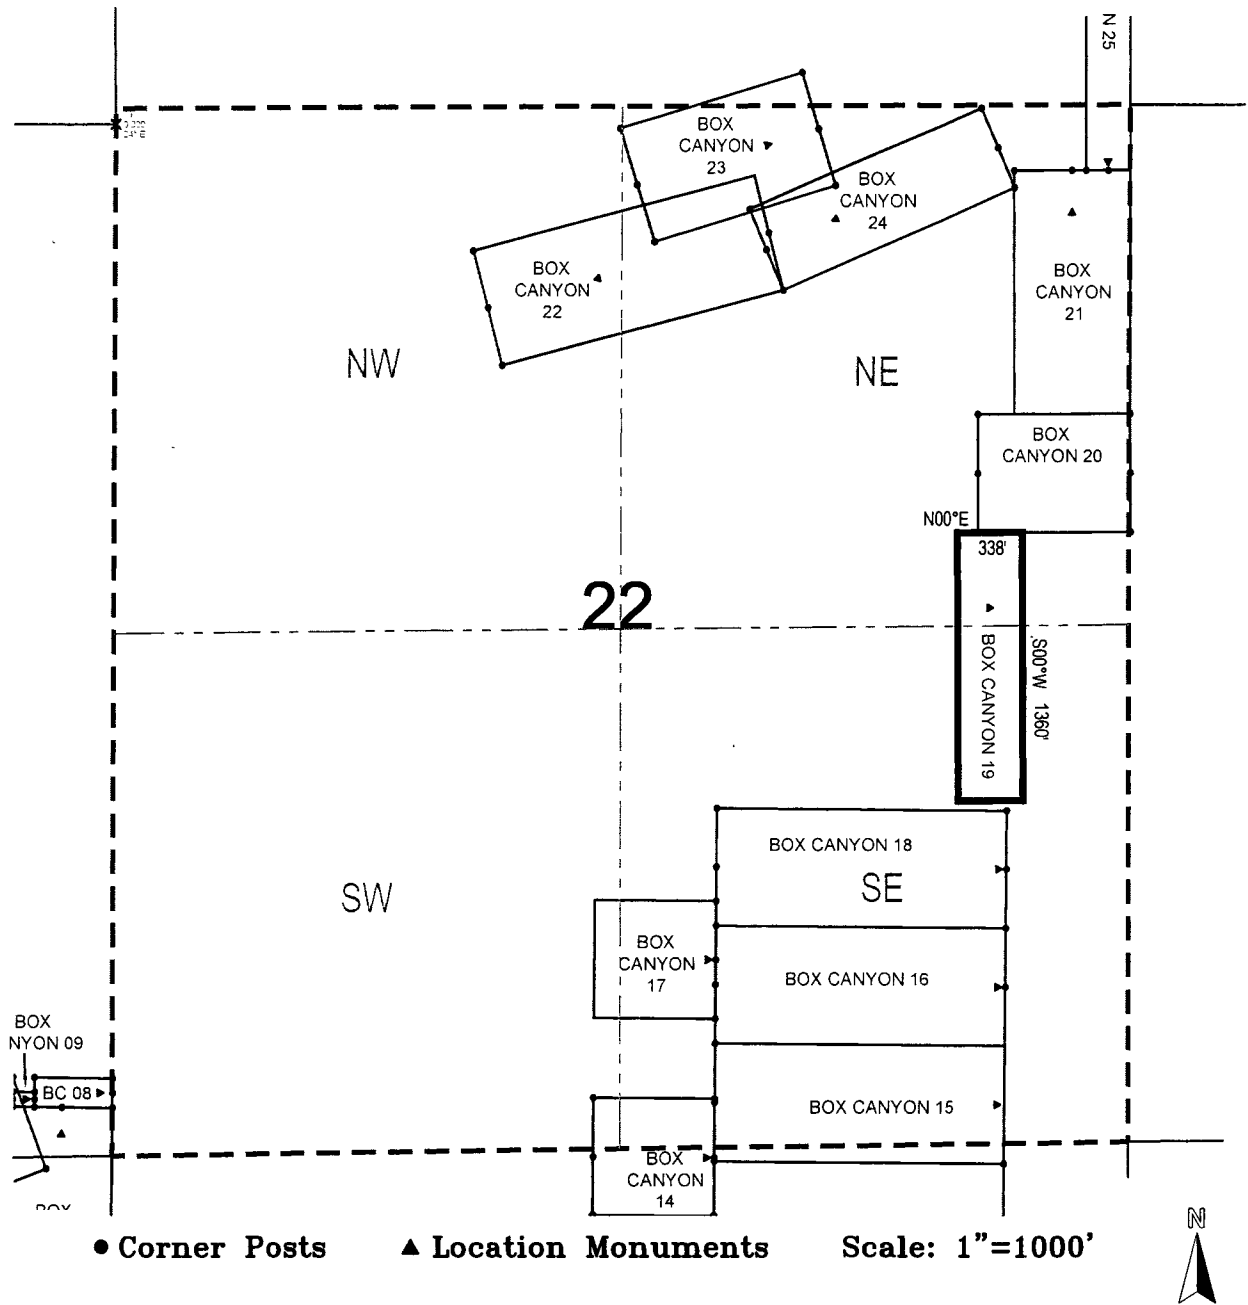 N 25
BOX
CANYON
23
BOX
CANYON
24
BOX
CANYON
22
BOX
CANYON
21
NW
NE
BOX
CANYON 20
N00°E
338'
22
S00°W 1360'
BOX CANYON 19
BOX CANYON 18
SW
SE
BOX
CANYON
17
BOX CANYON 16
BOX
NYON 09
BC 08
BOX CANYON 15
BOX
CANYON
14
BOX
N
Corner Posts
Location Monuments
Scale: 1"=1000'